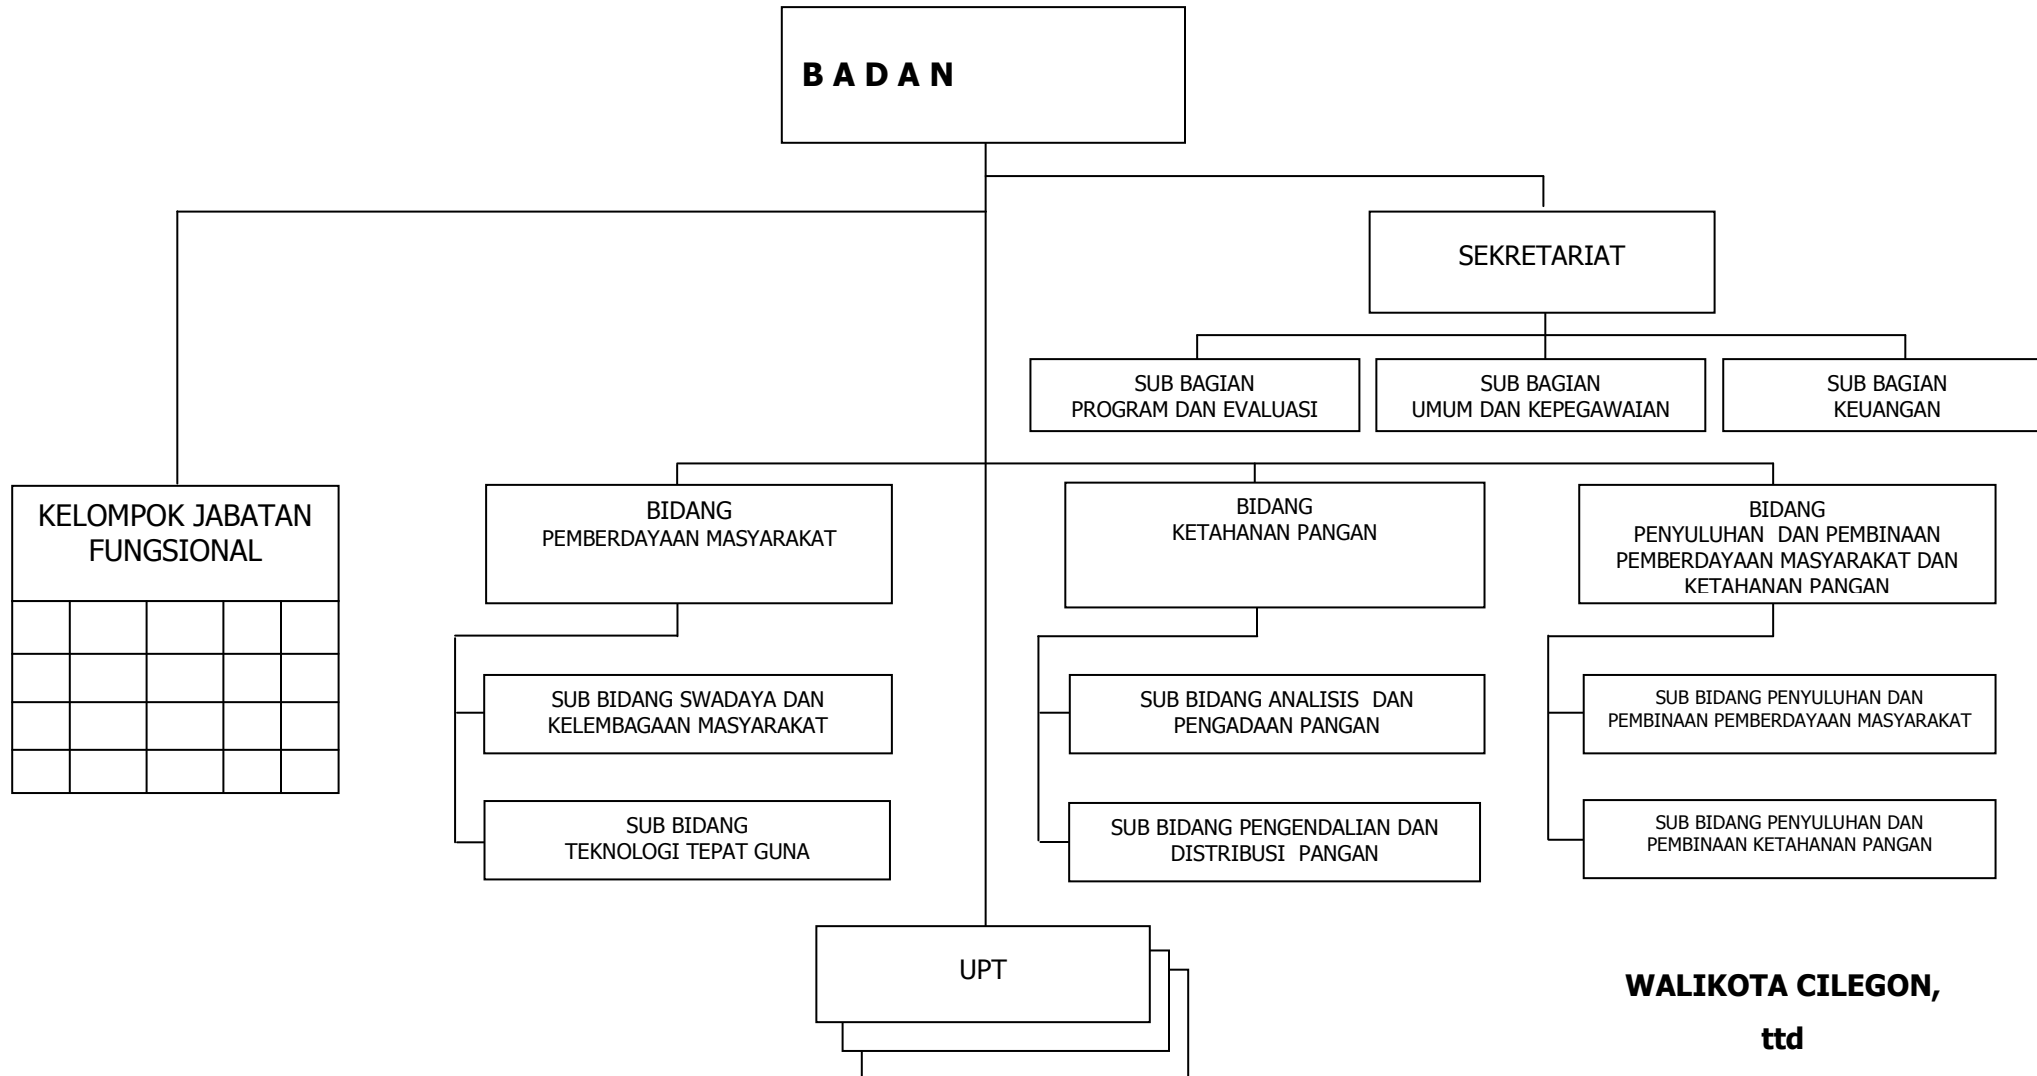 B A D A N
SEKRETARIAT
SUB BAGIAN
PROGRAM DAN EVALUASI
SUB BAGIAN
UMUM DAN KEPEGAWAIAN
SUB BAGIAN
KEUANGAN
KELOMPOK JABATAN
FUNGSIONAL
BIDANG
PEMBERDAYAAN MASYARAKAT
BIDANG
KETAHANAN PANGAN
BIDANG
PENYULUHAN DAN PEMBINAAN
PEMBERDAYAAN MASYARAKAT DAN
KETAHANAN PANGAN
SUB BIDANG SWADAYA DAN
KELEMBAGAAN MASYARAKAT
SUB BIDANG ANALISIS DAN
PENGADAAN PANGAN
SUB BIDANG PENYULUHAN DAN
PEMBINAAN PEMBERDAYAAN MASYARAKAT
SUB BIDANG
TEKNOLOGI TEPAT GUNA
SUB BIDANG PENGENDALIAN DAN
DISTRIBUSI PANGAN
SUB BIDANG PENYULUHAN DAN
PEMBINAAN KETAHANAN PANGAN
UPT
WALIKOTA CILEGON,
ttd